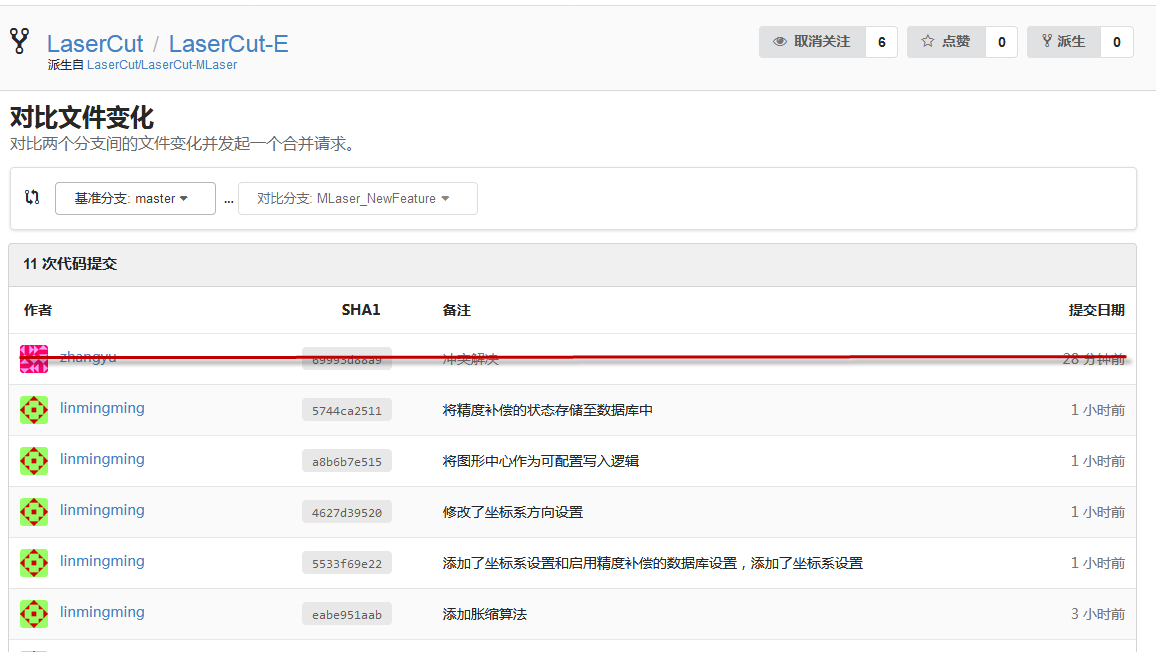 LaserCut / LaserCut-E
派生自 LaserCut/LaserCut-MLaser
取消关注 6
点赞 0
派生 0
对比文件变化
对比两个分支间的文件变化并发起一个合并请求。
基准分支: master ... 对比分支: MLaser_NewFeature
11 次代码提交
作者 SHA1 备注 提交日期
zhangyu 69993d88a9 冲突解决 28 分钟前
linmingming 5744ca2511 将精度补偿的状态存储至数据库中 1 小时前
linmingming a8b6b7e515 将图形中心作为可配置写入逻辑 1 小时前
linmingming 4627d39520 修改了坐标系方向设置 1 小时前
linmingming 5533f69e22 添加了坐标系设置和启用精度补偿的数据库设置，添加了坐标系设置 1 小时前
linmingming eabe951aab 添加胀缩算法 3 小时前